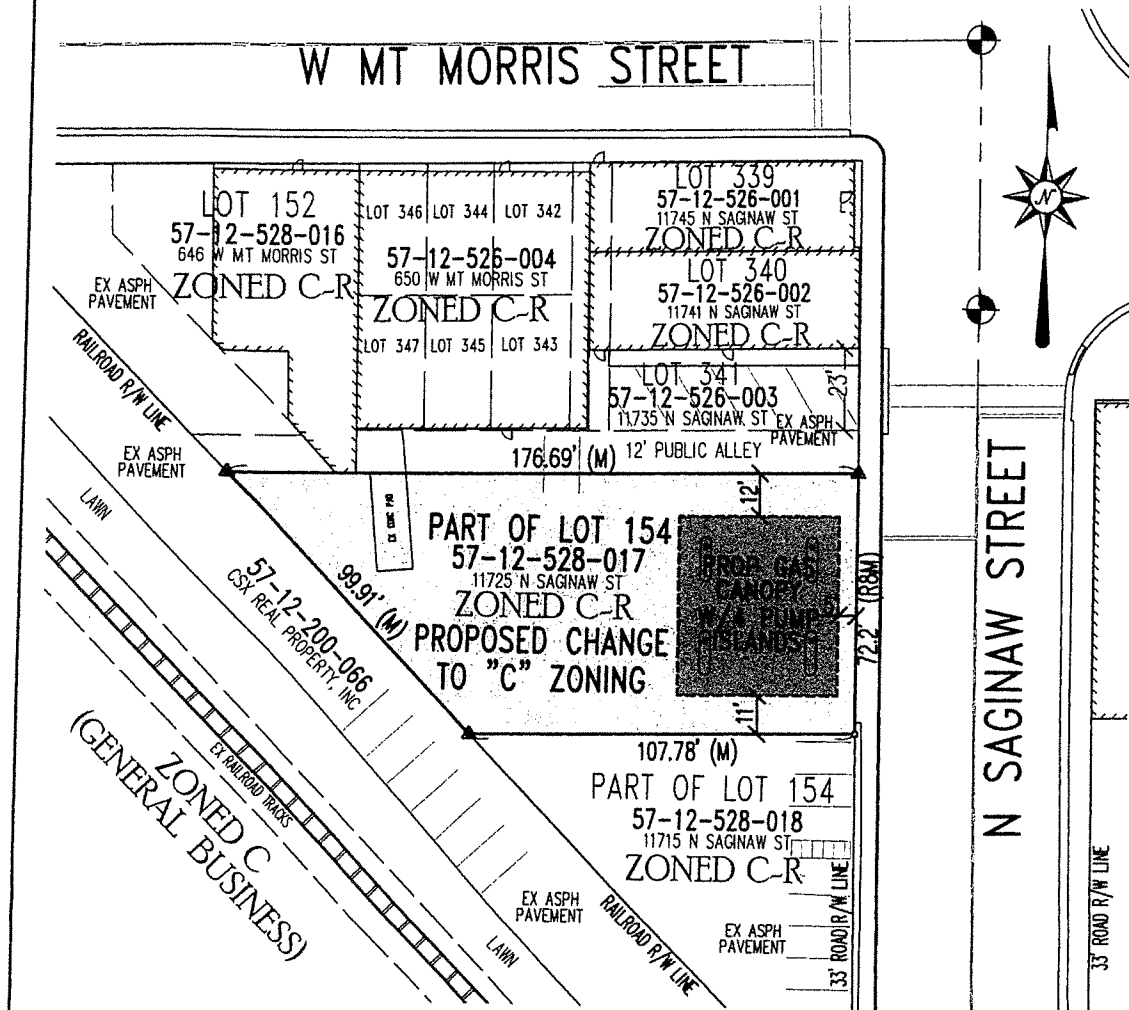 W MT MORRIS STREET
N
LOT 152
57-12-528-016
646 W MT MORRIS ST
ZONED C-R
LOT 346
LOT 344
LOT 342
57-12-526-004
650 W MT MORRIS ST
ZONED C-R
LOT 347
LOT 345
LOT 343
LOT 339
57-12-526-001
11745 N SAGINAW ST
ZONED C-R
LOT 340
57-12-526-002
11741 N SAGINAW ST
ZONED C-R
LOT 341
57-12-526-003
11735 N SAGINAW ST
EX ASPH
PAVEMENT
23'
EX ASPH
PAVEMENT
RAILROAD R/W LINE
EX ASPH
PAVEMENT
LAWN
176.69' (M)
12' PUBLIC ALLEY
12'
EX CONC PAD
PART OF LOT 154
57-12-528-017
11725 N SAGINAW ST
ZONED C-R
PROPOSED CHANGE
TO "C" ZONING
PROP. GAS
CANOPY
W/4 PUMP
ISLANDS
72.2' (R&M)
11'
99.91' (M)
57-12-200-066
CSX REAL PROPERTY, INC
107.78' (M)
PART OF LOT 154
57-12-528-018
11715 N SAGINAW ST
ZONED C-R
EX RAILROAD TRACKS
ZONED C
(GENERAL BUSINESS)
EX ASPH
PAVEMENT
LAWN
RAILROAD R/W LINE
EX ASPH
PAVEMENT
33' ROAD R/W LINE
N SAGINAW STREET
33' ROAD R/W LINE